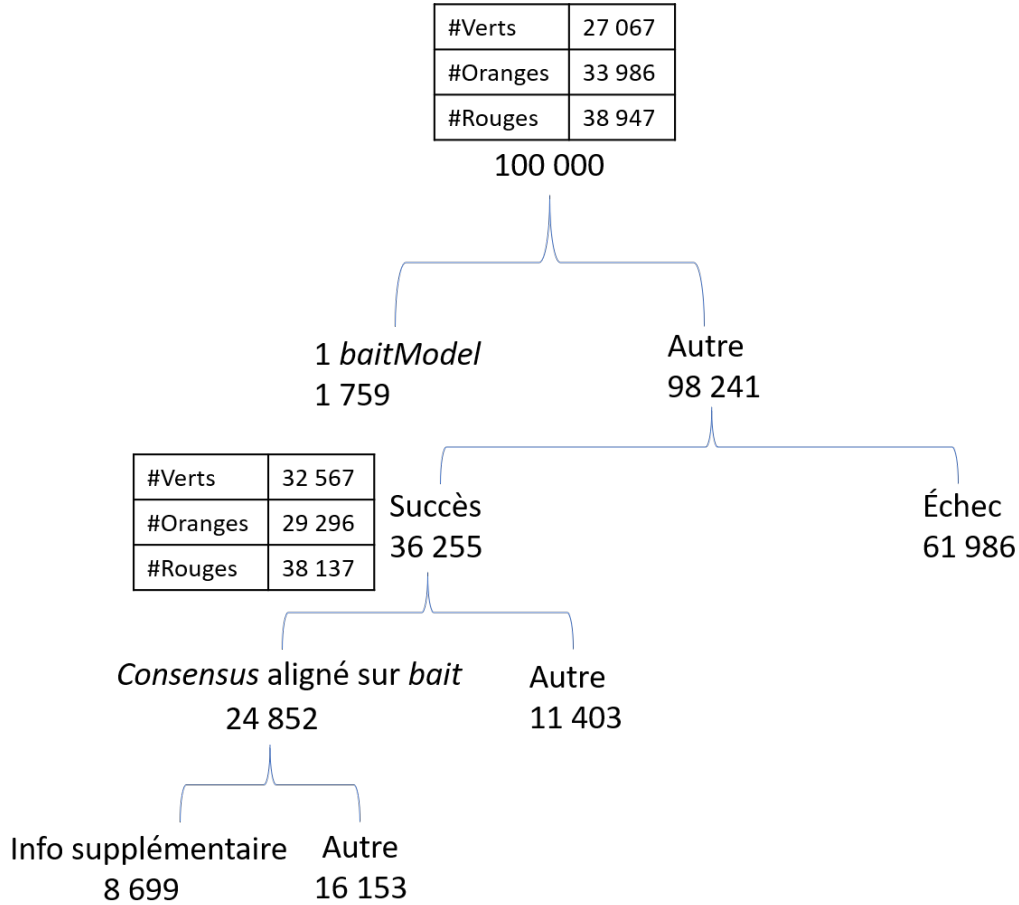 #Verts 27 067
#Oranges 33 986
#Rouges 38 947
100 000
1 baitModel
1 759
Autre
98 241
#Verts 32 567
#Oranges 29 296
#Rouges 38 137
Succès
36 255
Échec
61 986
Consensus aligné sur bait
24 852
Autre
11 403
Info supplémentaire
8 699
Autre
16 153